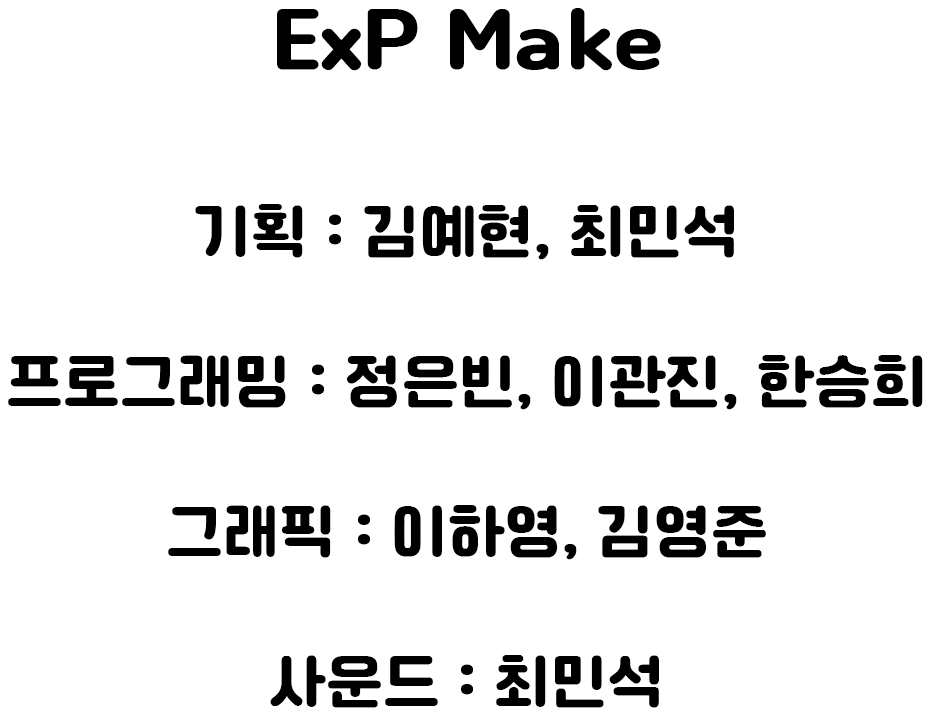 ExP Make
기획 : 김예현, 최민석
프로그래밍 : 정은빈, 이관진, 한승희
그래픽 : 이하영, 김영준
사운드 : 최민석